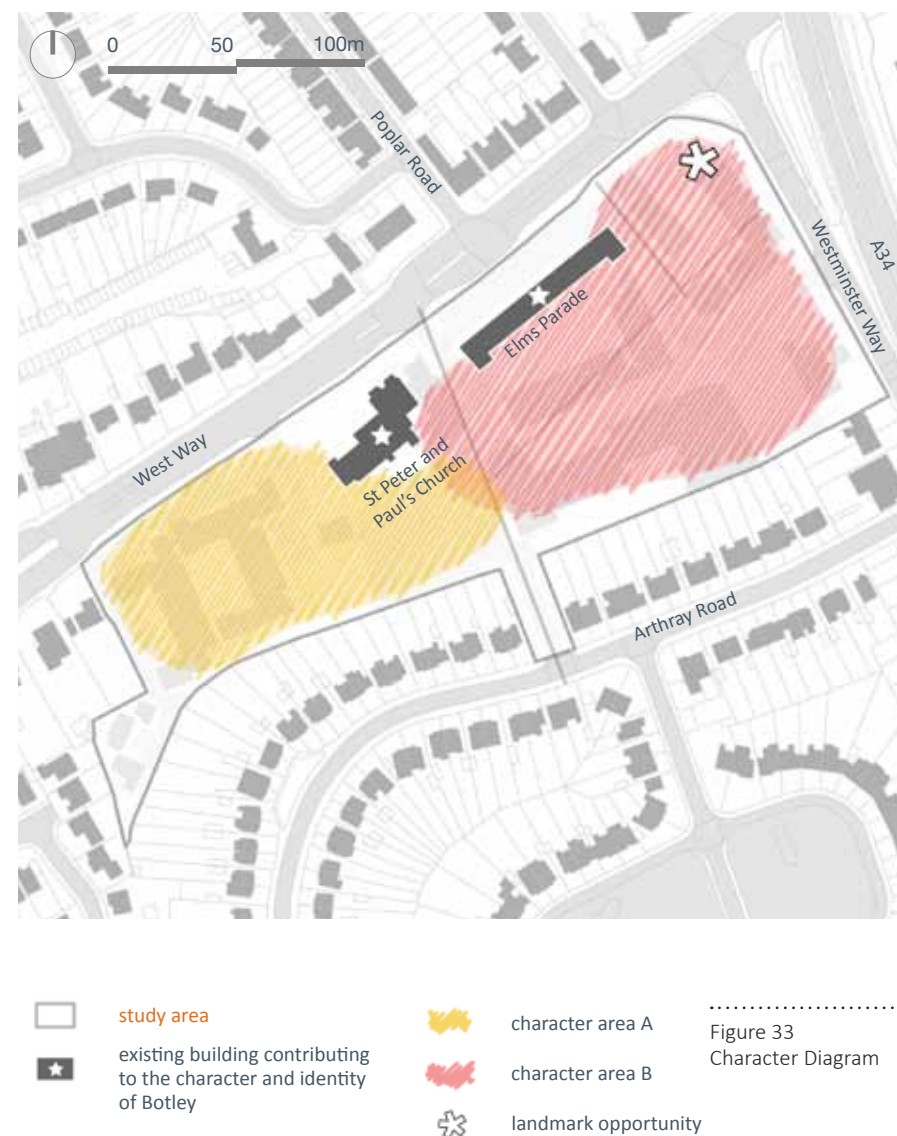 0 50 100m
Poplar Road
A34
Westminster Way
Elms Parade
St Peter and
Paul's Church
West Way
Arthray Road
study area
existing building contributing
to the character and identity
of Botley
character area A
character area B
landmark opportunity
Figure 33
Character Diagram